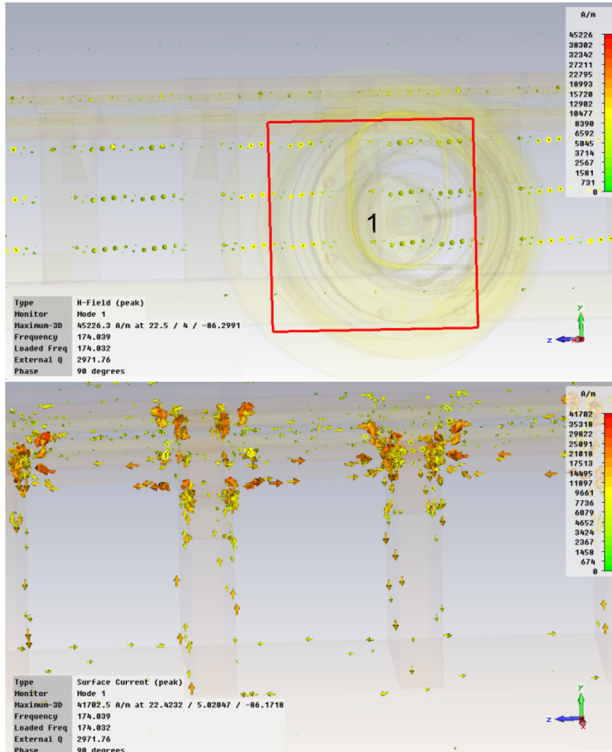 A/m
45226
38302
32342
27211
22795
18993
15720
12902
10477
8390
6592
5045
3714
2567
1581
731
0
1
Type H-Field (peak)
Monitor Mode 1
Maximum-3D 45226.3 A/m at 22.5 / 4 / -86.2991
Frequency 174.039
Loaded Freq 174.032
External Q 2971.76
Phase 90 degrees
y
z
A/m
41702
35318
29822
25091
21018
17513
14495
11897
9661
7736
6079
4652
3424
2367
1458
674
0
Type Surface Current (peak)
Monitor Mode 1
Maximum-3D 41702.5 A/m at 22.4232 / 5.02047 / -86.1718
Frequency 174.039
Loaded Freq 174.032
External Q 2971.76
Phase 90 degrees
y
z
x